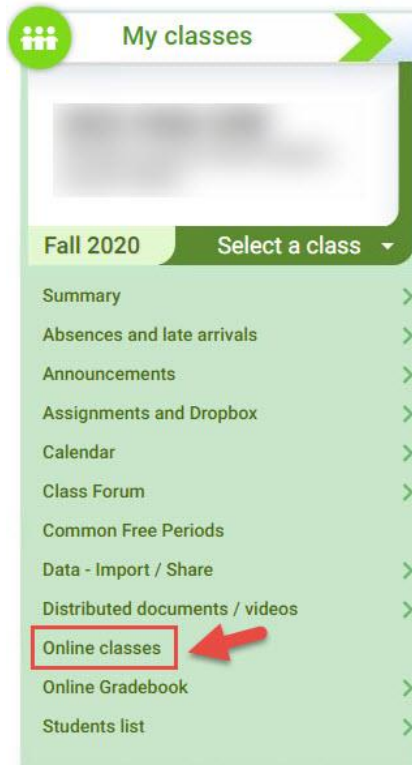 My classes
Fall 2020 Select a class
Summary
Absences and late arrivals
Announcements
Assignments and Dropbox
Calendar
Class Forum
Common Free Periods
Data - Import / Share
Distributed documents / videos
Online classes
Online Gradebook
Students list